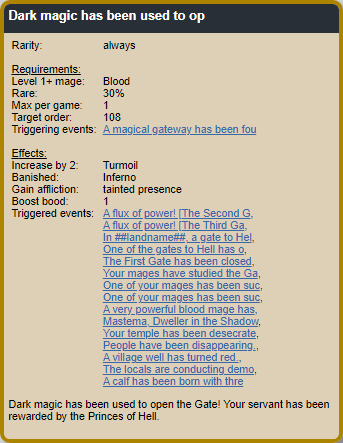 Dark magic has been used to op
Rarity: always
Requirements:
Level 1+ mage: Blood
Rare: 30%
Max per game: 1
Target order: 108
Triggering events: A magical gateway has been fou
Effects:
Increase by 2: Turmoil
Banished: Inferno
Gain affliction: tainted presence
Boost bood: 1
Triggered events: A flux of power! [The Second G,
A flux of power! [The Third Ga,
In ##landname##, a gate to Hel,
One of the gates to Hell has o,
The First Gate has been closed,
Your mages have studied the Ga,
One of your mages has been suc,
One of your mages has been suc,
A very powerful blood mage has,
Mastema, Dweller in the Shadow,
Your temple has been desecrate,
People have been disappearing.,
A village well has turned red.,
The locals are conducting demo,
A calf has been born with thre
Dark magic has been used to open the Gate! Your servant has been
rewarded by the Princes of Hell.